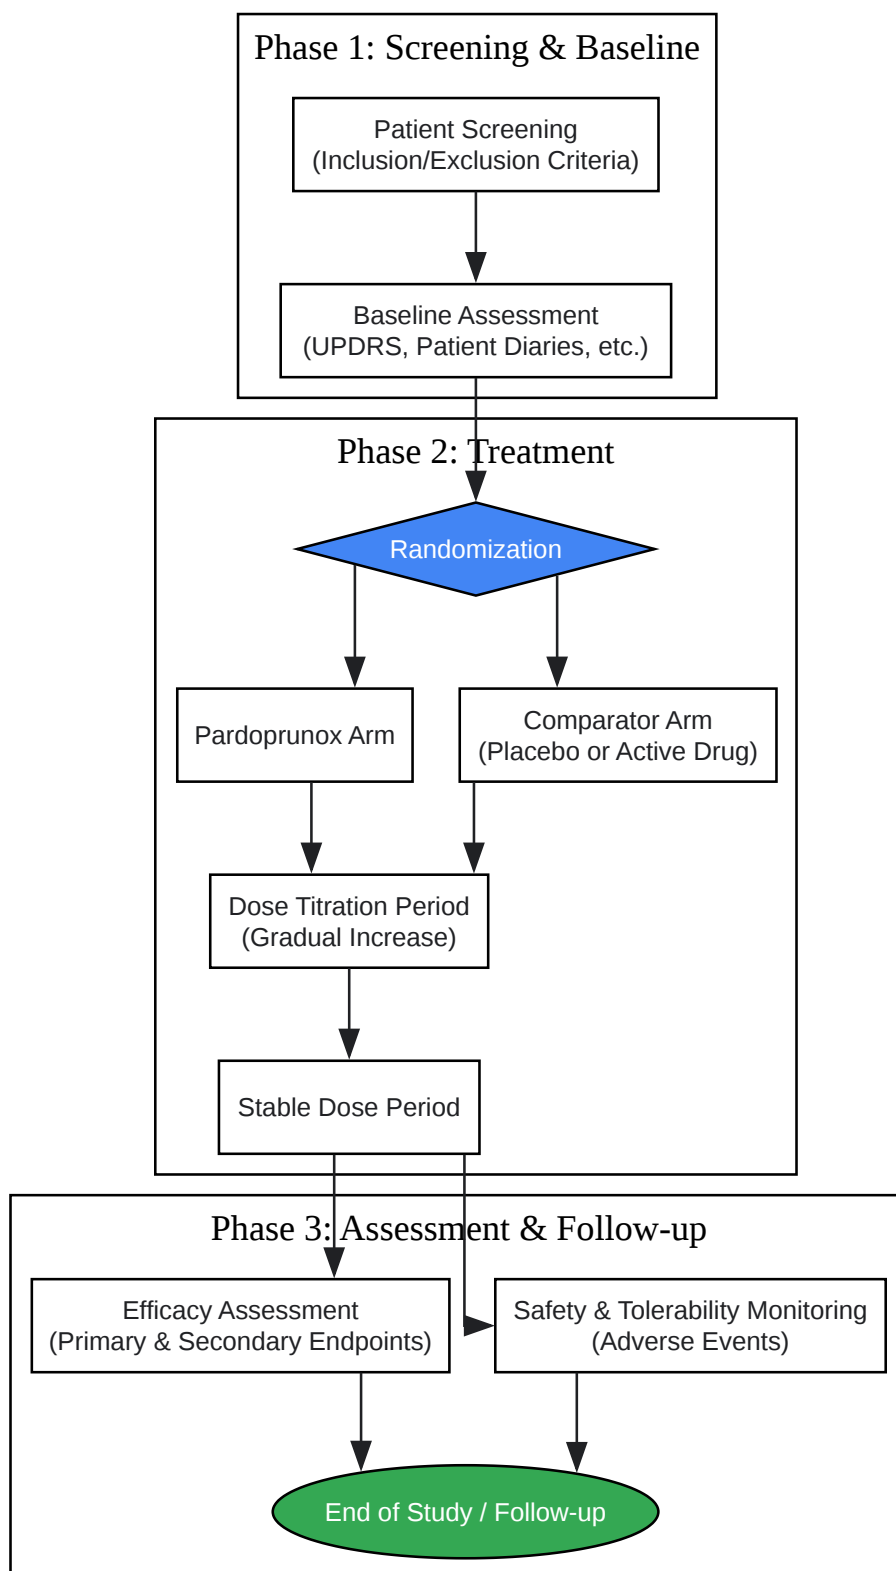 Phase 1: Screening & Baseline
Patient Screening
(Inclusion/Exclusion Criteria)
Baseline Assessment
(UPDRS, Patient Diaries, etc.)
Phase 2: Treatment
Randomization
Pardoprunox Arm
Comparator Arm
(Placebo or Active Drug)
Dose Titration Period
(Gradual Increase)
Stable Dose Period
Phase 3: Assessment & Follow-up
Efficacy Assessment
(Primary & Secondary Endpoints)
Safety & Tolerability Monitoring
(Adverse Events)
End of Study / Follow-up